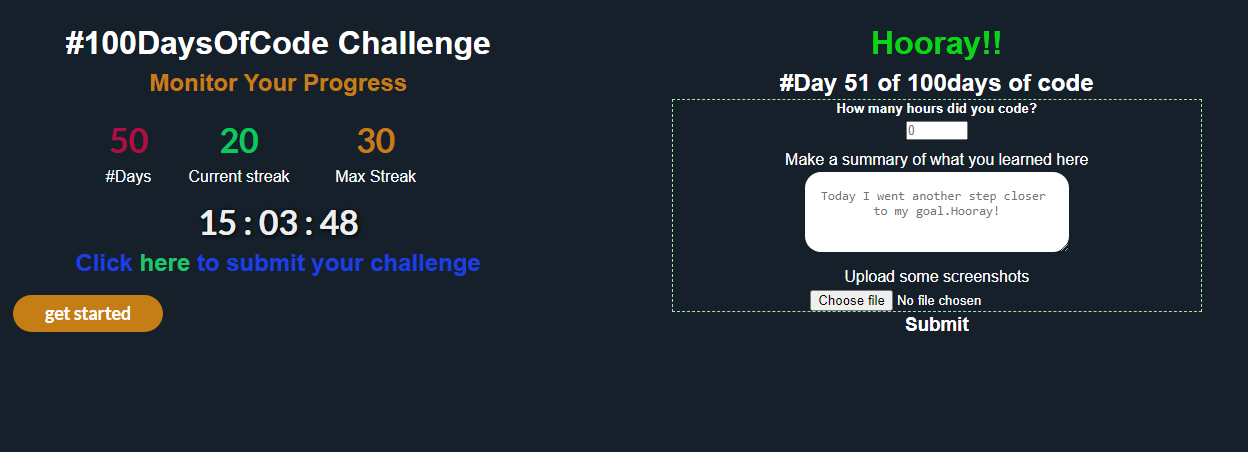 #100DaysOfCode Challenge
Monitor Your Progress
50 20 30
#Days Current streak Max Streak
15 : 03 : 48
Click here to submit your challenge
get started
Hooray!!
#Day 51 of 100days of code
How many hours did you code?
0
Make a summary of what you learned here
Today I went another step closer
to my goal.Hooray!
Upload some screenshots
Choose file No file chosen
Submit